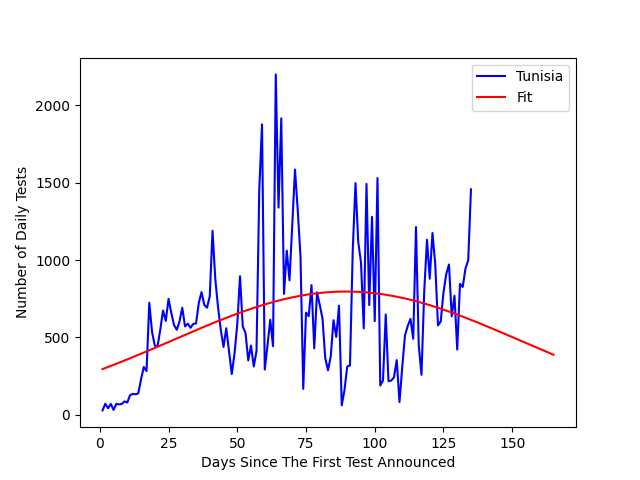 Tunisia
Fit
2000
1500
1000
500
0
Number of Daily Tests
0 25 50 75 100 125 150
Days Since The First Test Announced